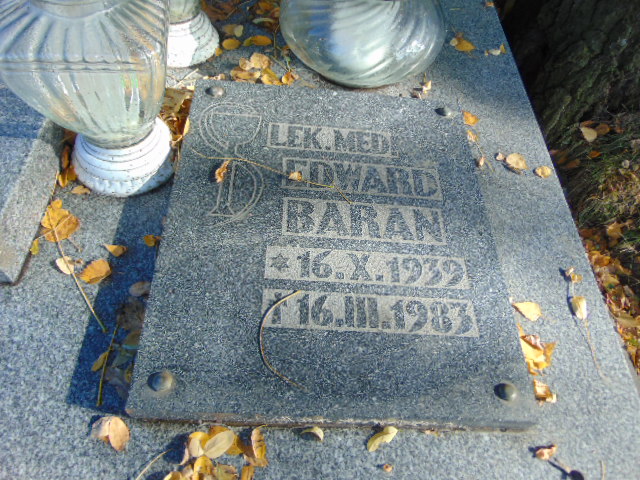 LEK. MED.
EDWARD
BARAN
* 16.X.1939
† 16.III.1983